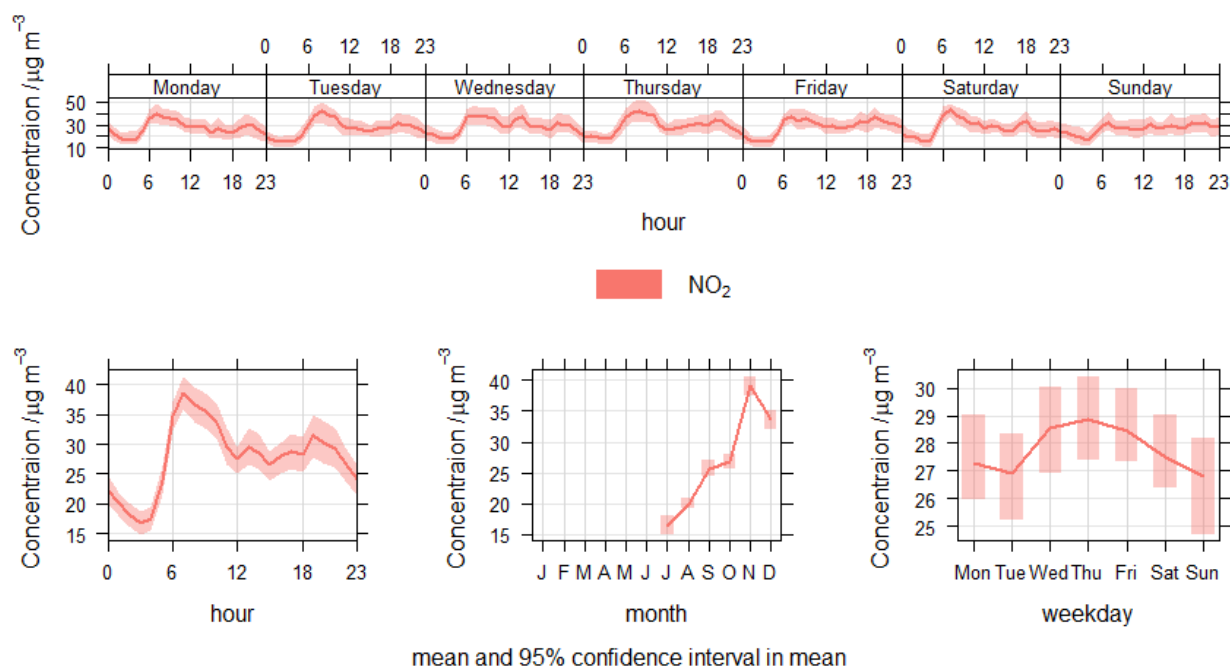 0 6 12 18 23 0 6 12 18 23 0 6 12 18 23
Monday Tuesday Wednesday Thursday Friday Saturday Sunday
50
30
10
Concentraion /µg m⁻³
0 6 12 18 23 0 6 12 18 23 0 6 12 18 23 0 6 12 18 23
hour
NO₂
Concentraion /µg m⁻³
40
35
30
25
20
15
0 6 12 18 23
hour
Concentraion /µg m⁻³
40
35
30
25
20
15
J F M A M J J A S O N D
month
Concentraion /µg m⁻³
30
29
28
27
26
25
Mon Tue Wed Thu Fri Sat Sun
weekday
mean and 95% confidence interval in mean